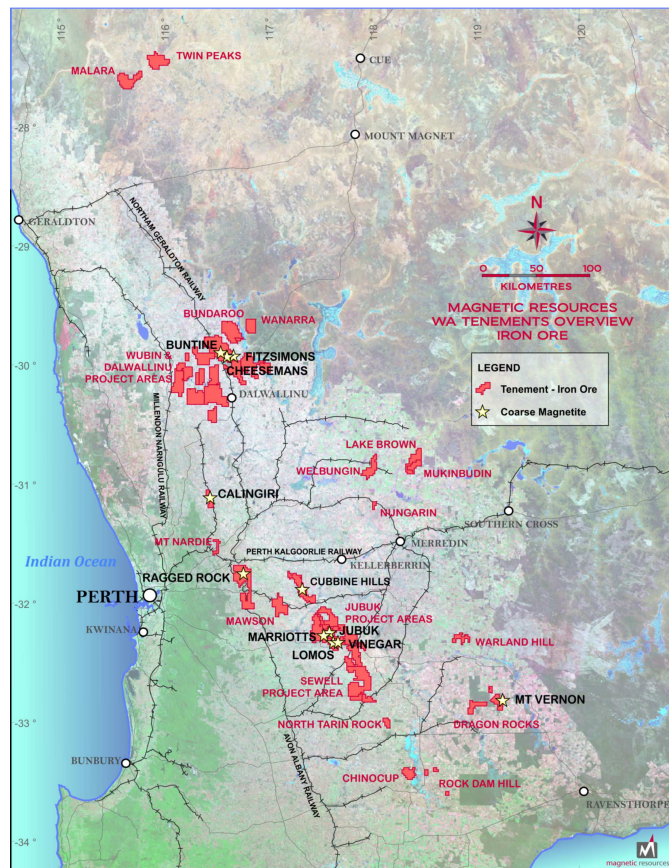 115
116
117
118
119
120
TWIN PEAKS
MALARA
CUE
-28
MOUNT MAGNET
GERALDTON
NORTHAM GERALDTON RAILWAY
N
-29
0 50 100
KILOMETRES
MAGNETIC RESOURCES
WA TENEMENTS OVERVIEW
IRON ORE
BUNDAROO
WANARRA
BUNTINE
FITZSIMONS
WUBIN &
DALWALLINU
PROJECT AREAS
CHEESEMANS
-30
LEGEND
Tenement - Iron Ore
Coarse Magnetite
DALWALLINU
MILLENDON NARNGULU RAILWAY
LAKE BROWN
WELBUNGIN
MUKINBUDIN
-31
CALINGIRI
NUNGARIN
SOUTHERN CROSS
MT NARDIE
PERTH KALGOORLIE RAILWAY
MERREDIN
KELLERBERRIN
Indian Ocean
RAGGED ROCK
CUBBINE HILLS
PERTH
-32
MAWSON
JUBUK
PROJECT AREAS
KWINANA
MARRIOTTS
JUBUK
VINEGAR
LOMOS
WARLAND HILL
SEWELL
PROJECT AREA
MT VERNON
-33
NORTH TARIN ROCK
DRAGON ROCKS
BUNBURY
AVON ALBANY RAILWAY
CHINOCUP
ROCK DAM HILL
RAVENSTHORPE
-34
M
magnetic resources